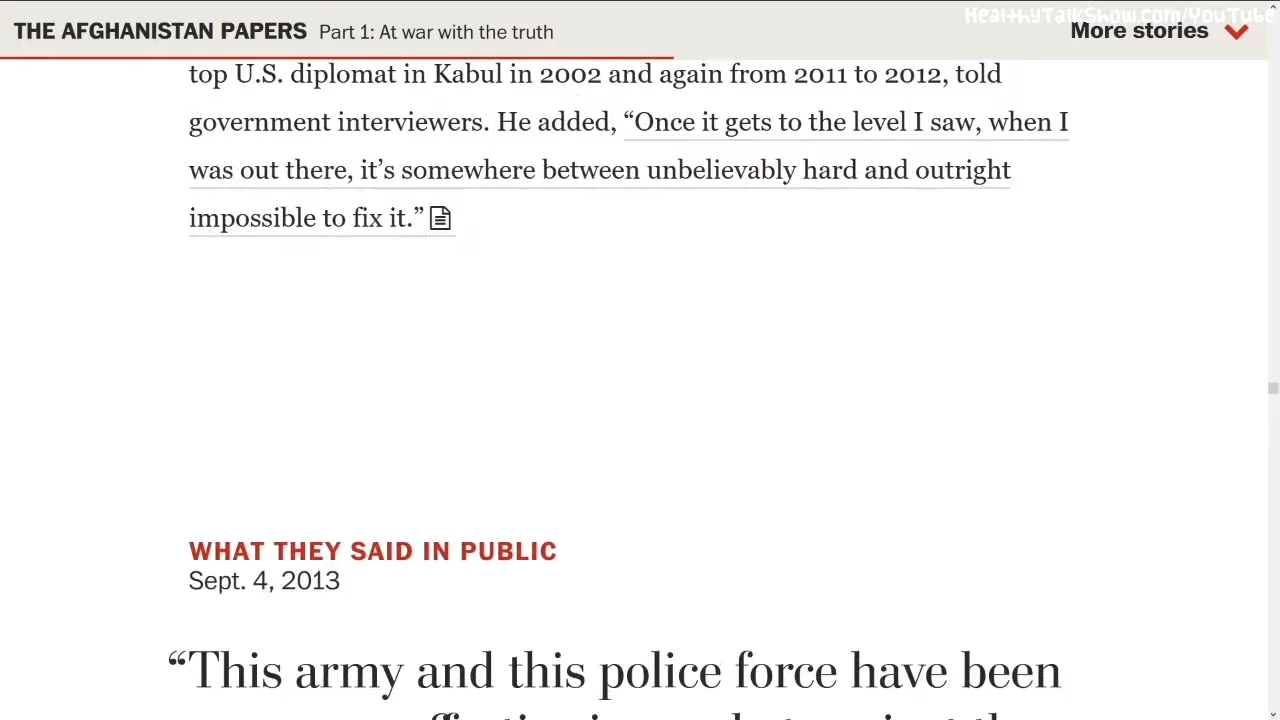 HealthyTalkShow.com/YouTube
THE AFGHANISTAN PAPERS Part 1: At war with the truth
More stories
top U.S. diplomat in Kabul in 2002 and again from 2011 to 2012, told
government interviewers. He added, “Once it gets to the level I saw, when I
was out there, it’s somewhere between unbelievably hard and outright
impossible to fix it.”
WHAT THEY SAID IN PUBLIC
Sept. 4, 2013
“This army and this police force have been